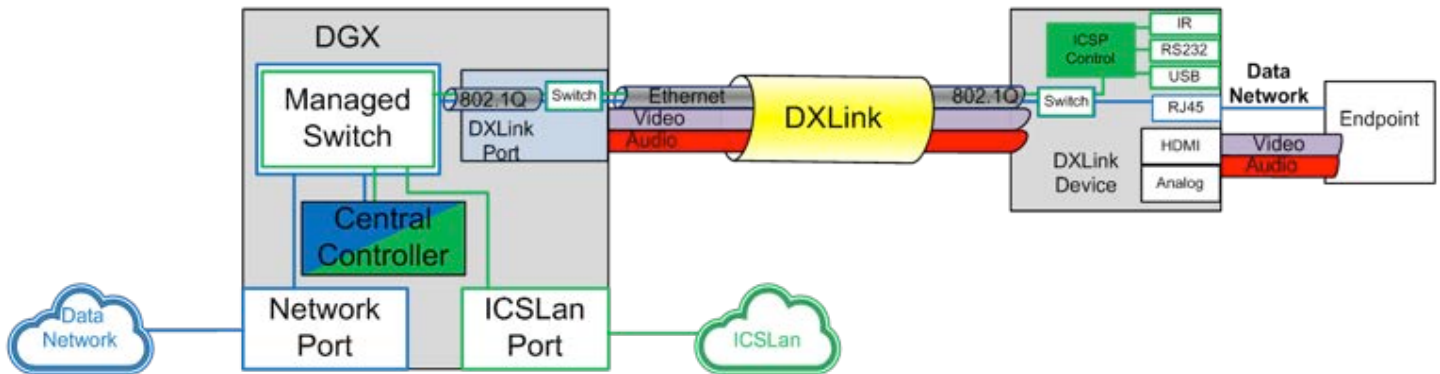 DGX
Managed
Switch
802.1Q
Switch
DXLink
Port
Ethernet
Video
Audio
DXLink
802.1Q
Switch
ICSP
Control
IR
RS232
USB
RJ45
HDMI
Analog
DXLink
Device
Data
Network
Video
Audio
Endpoint
Central
Controller
Data
Network
Network
Port
ICSLan
Port
ICSLan